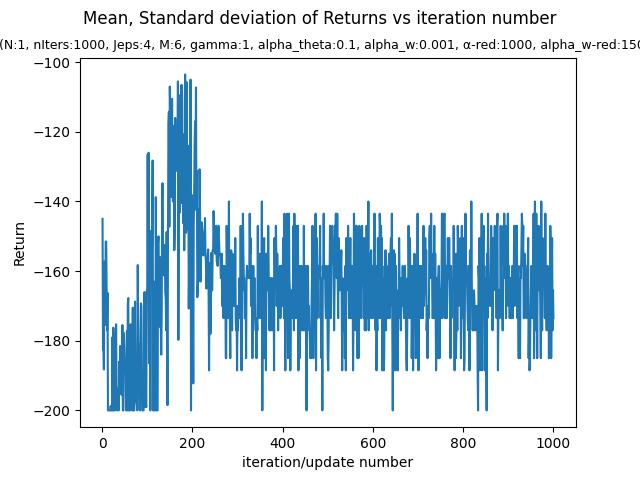 Mean, Standard deviation of Returns vs iteration number
(N:1, nIters:1000, Jeps:4, M:6, gamma:1, alpha_theta:0.1, alpha_w:0.001, α-red:1000, alpha_w-red:150
−100
−120
−140
−160
−180
−200
Return
0 200 400 600 800 1000
iteration/update number